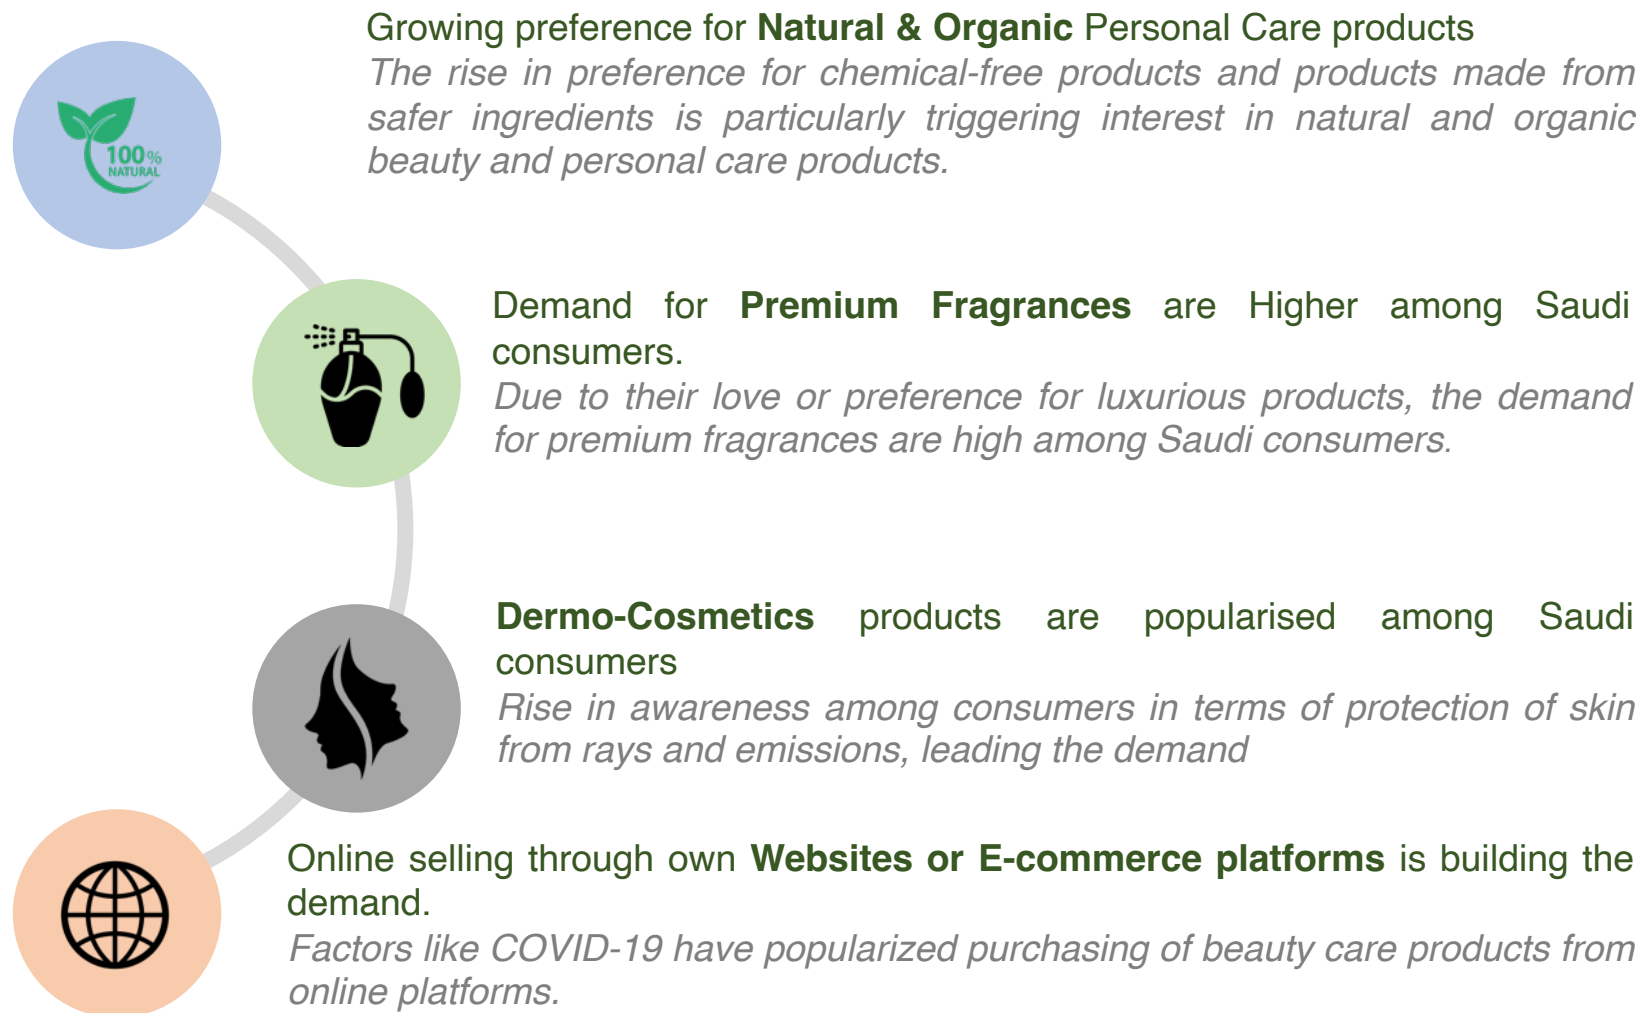 Growing preference for Natural & Organic Personal Care products
The rise in preference for chemical-free products and products made from
safer ingredients is particularly triggering interest in natural and organic
beauty and personal care products.
100%
NATURAL
Demand for Premium Fragrances are Higher among Saudi
consumers.
Due to their love or preference for luxurious products, the demand
for premium fragrances are high among Saudi consumers.
Dermo-Cosmetics products are popularised among Saudi
consumers
Rise in awareness among consumers in terms of protection of skin
from rays and emissions, leading the demand
Online selling through own Websites or E-commerce platforms is building the
demand.
Factors like COVID-19 have popularized purchasing of beauty care products from
online platforms.